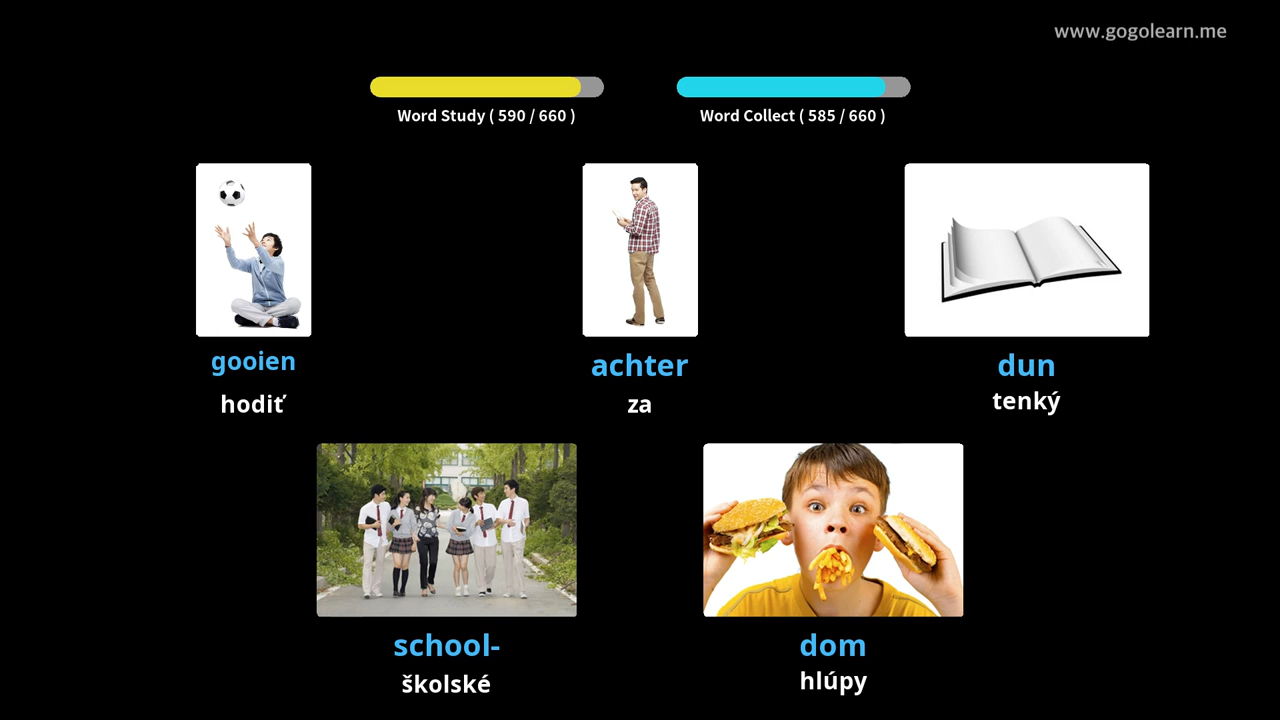 www.gogolearn.me
Word Study ( 590 / 660 )
Word Collect ( 585 / 660 )
gooien
hodiť
achter
za
dun
tenký
school-
školské
dom
hlúpy